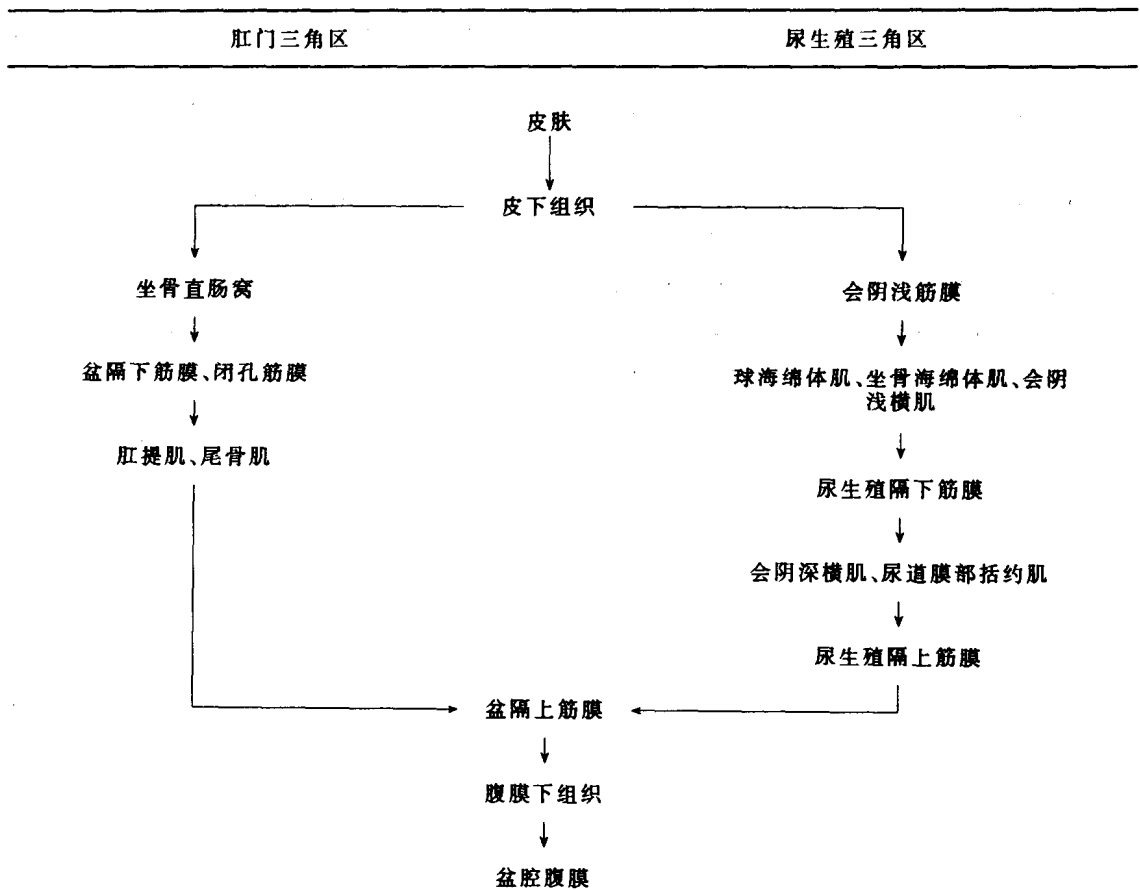 肛门三角区 尿生殖三角区
皮肤
皮下组织
坐骨直肠窝 会阴浅筋膜
盆隔下筋膜、闭孔筋膜 球海绵体肌、坐骨海绵体肌、会阴
浅横肌
肛提肌、尾骨肌
尿生殖隔下筋膜
会阴深横肌、尿道膜部括约肌
尿生殖隔上筋膜
盆隔上筋膜
腹膜下组织
盆腔腹膜